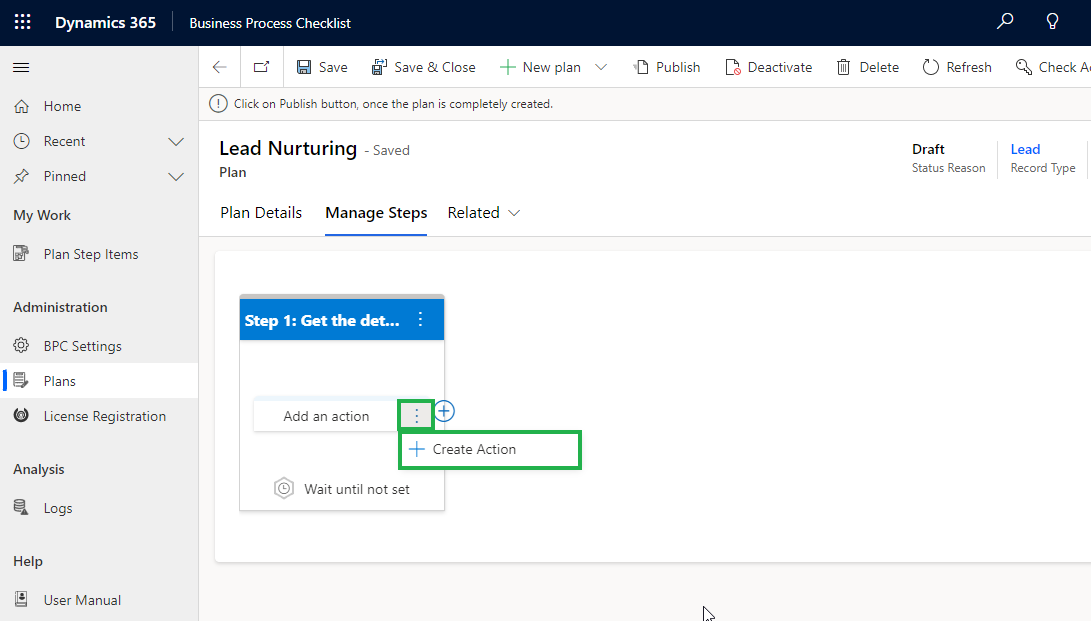 Dynamics 365 Business Process Checklist
Save Save & Close New plan Publish Deactivate Delete Refresh Check A
Click on Publish button, once the plan is completely created.
Home
Recent
Pinned
My Work
Plan Step Items
Administration
BPC Settings
Plans
License Registration
Analysis
Logs
Help
User Manual
Lead Nurturing - Saved
Plan
Draft
Status Reason
Lead
Record Type
Plan Details Manage Steps Related
Step 1: Get the det...
Add an action
Create Action
Wait until not set